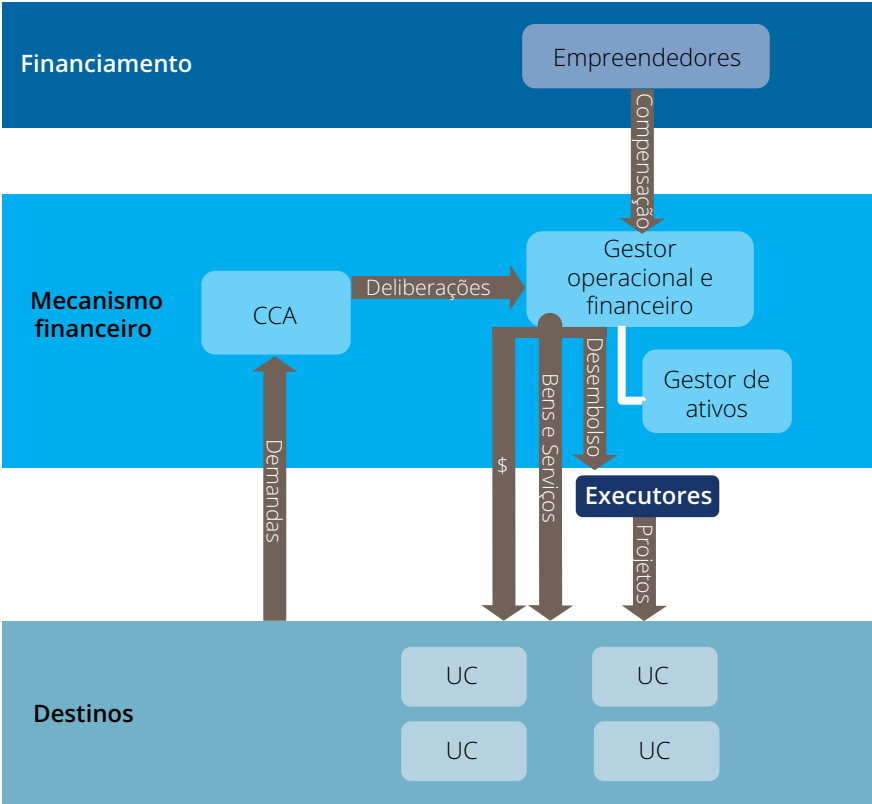 Financiamento
Empreendedores
Compensação
Mecanismo
financeiro
CCA
Deliberações
Gestor
operacional e
financeiro
Gestor de
ativos
Demandas
$
Bens e Serviços
Desembolso
Executores
Projetos
Destinos
UC
UC
UC
UC